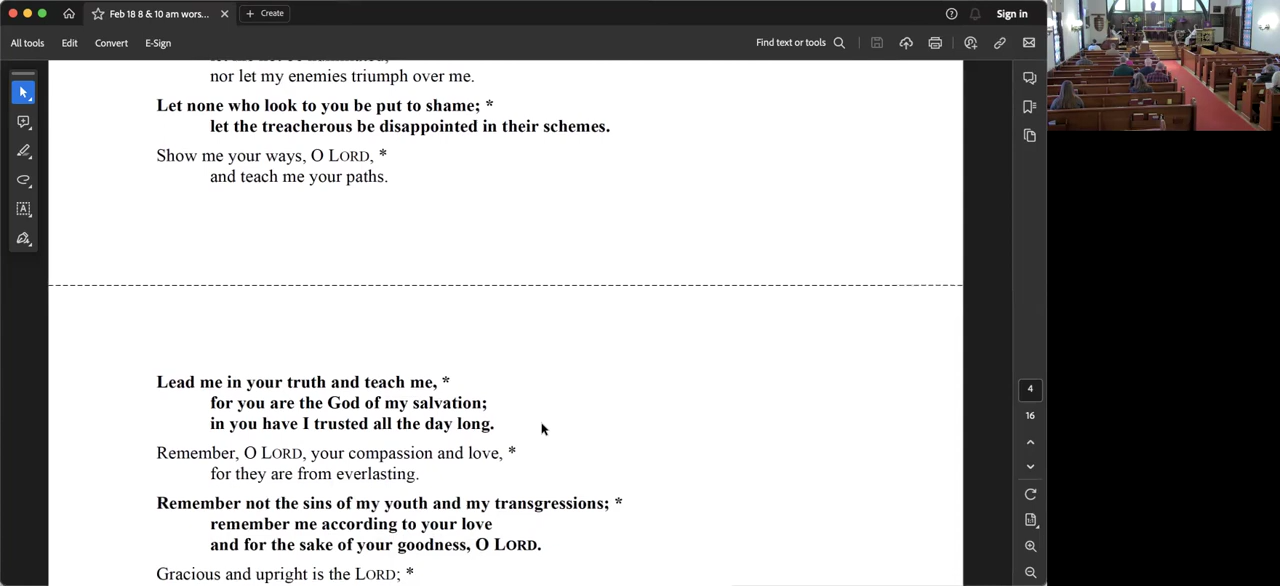 Feb 18 8 & 10 am wors...
Create
Sign in
All tools
Edit
Convert
E-Sign
Find text or tools
nor let my enemies triumph over me.
Let none who look to you be put to shame; *
let the treacherous be disappointed in their schemes.
Show me your ways, O LORD, *
and teach me your paths.
Lead me in your truth and teach me, *
for you are the God of my salvation;
in you have I trusted all the day long.
Remember, O LORD, your compassion and love, *
for they are from everlasting.
Remember not the sins of my youth and my transgressions; *
remember me according to your love
and for the sake of your goodness, O LORD.
Gracious and upright is the LORD; *
4
16